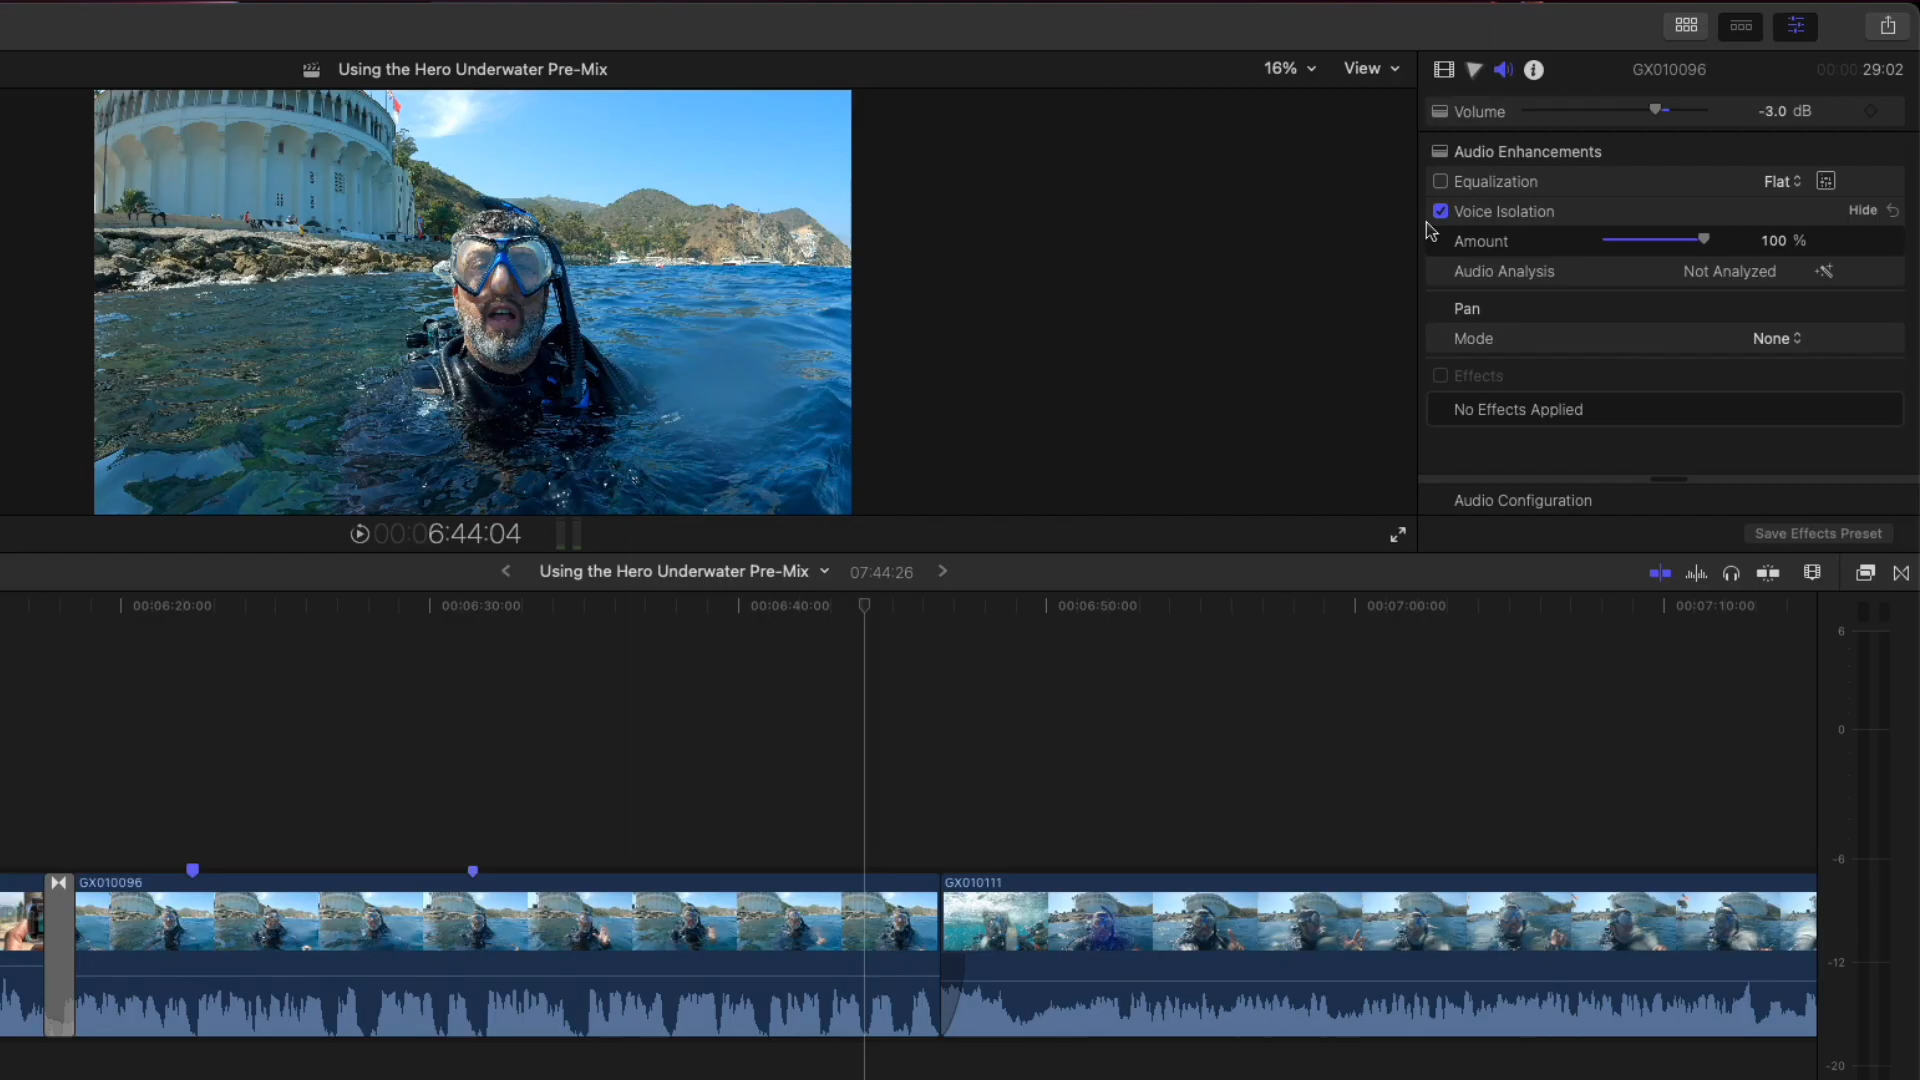 Using the Hero Underwater Pre-Mix
16%
View
GX010096
00:00:29:02
Volume
-3.0 dB
Audio Enhancements
Equalization
Flat
Voice Isolation
Hide
Amount
100 %
Audio Analysis
Not Analyzed
Pan
Mode
None
Effects
No Effects Applied
Audio Configuration
Save Effects Preset
00:06:44:04
Using the Hero Underwater Pre-Mix
07:44:26
00:06:20:00
00:06:30:00
00:06:40:00
00:06:50:00
00:07:00:00
00:07:10:00
6
0
-6
-12
-20
GX010096
GX010111